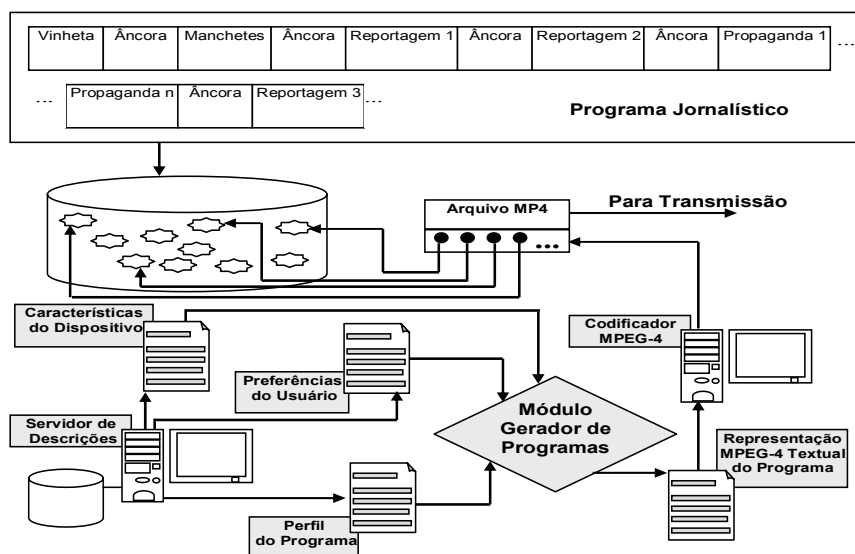 Vinheta Âncora Manchetes Âncora Reportagem 1 Âncora Reportagem 2 Âncora Propaganda 1 ...
... Propaganda n Âncora Reportagem 3 ...
Programa Jornalístico
Arquivo MP4
Para Transmissão
...
Características
do Dispositivo
Codificador
MPEG-4
Preferências
do Usuário
Servidor de
Descrições
Módulo
Gerador de
Programas
Representação
MPEG-4 Textual
do Programa
Perfil
do Programa